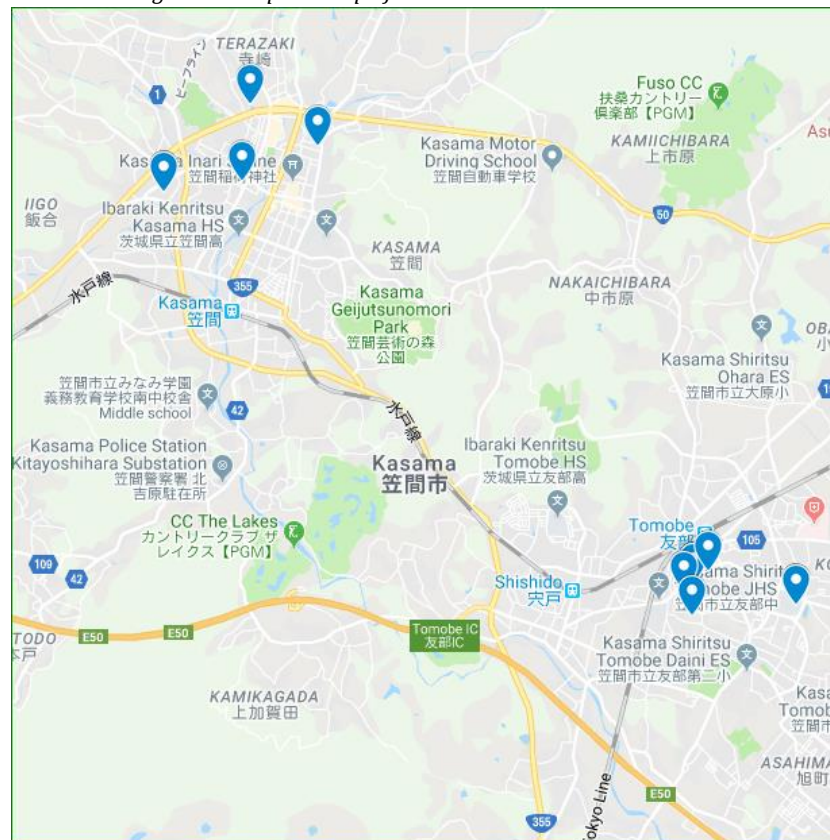 TERAZAKI
寺崎
ビーフライン
1
Fuso CC
扶桑カントリー
倶楽部【PGM】
KAMIICHIBARA
上市原
Kasama Motor
Driving School
笠間自動車学校
50
IIGO
飯合
笠間稲荷神社
Ibaraki Kenritsu
Kasama HS
茨城県立笠間高
KASAMA
笠間
水戸線
355
Kasama
笠間
Kasama
Geijutsunomori
Park
笠間芸術の森
公園
NAKAICHIBARA
中市原
Kasama Shiritsu
Ohara ES
笠間市立大原小
30
笠間市立みなみ学園
義務教育学校南中校舎
Middle school
42
水戸線
Kasama Police Station
Kitayoshihara Substation
笠間警察署 北
吉原駐在所
Kasama
笠間市
Ibaraki Kenritsu
Tomobe HS
茨城県立友部高
CC The Lakes
カントリークラブ ザ
レイクス【PGM】
Tomobe
友部
105
109
42
Shishido
宍戸
Tomobe JHS
笠間市立友部中
E50
E50
Tomobe IC
友部IC
Kasama Shiritsu
Tomobe Daini ES
笠間市立友部第二小
KAMIKAGADA
上加賀田
ASAHIMA
旭町
E50
355